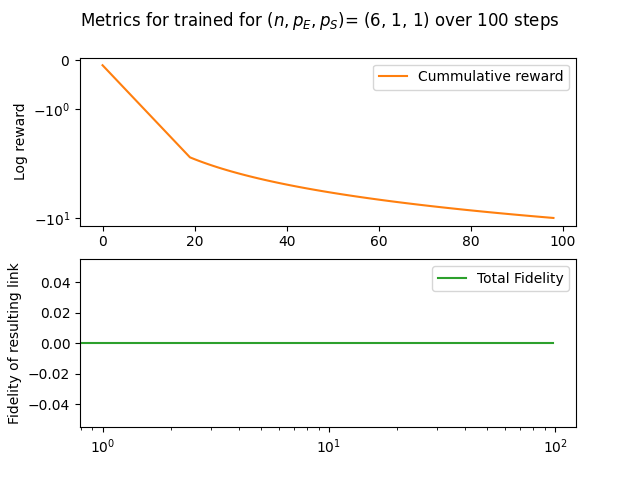 Metrics for trained for (n, p_E, p_S)= (6, 1, 1) over 100 steps
0
−10^0
−10^1
Log reward
Cummulative reward
0 20 40 60 80 100
0.04
0.02
0.00
−0.02
−0.04
Fidelity of resulting link
Total Fidelity
10^0 10^1 10^2